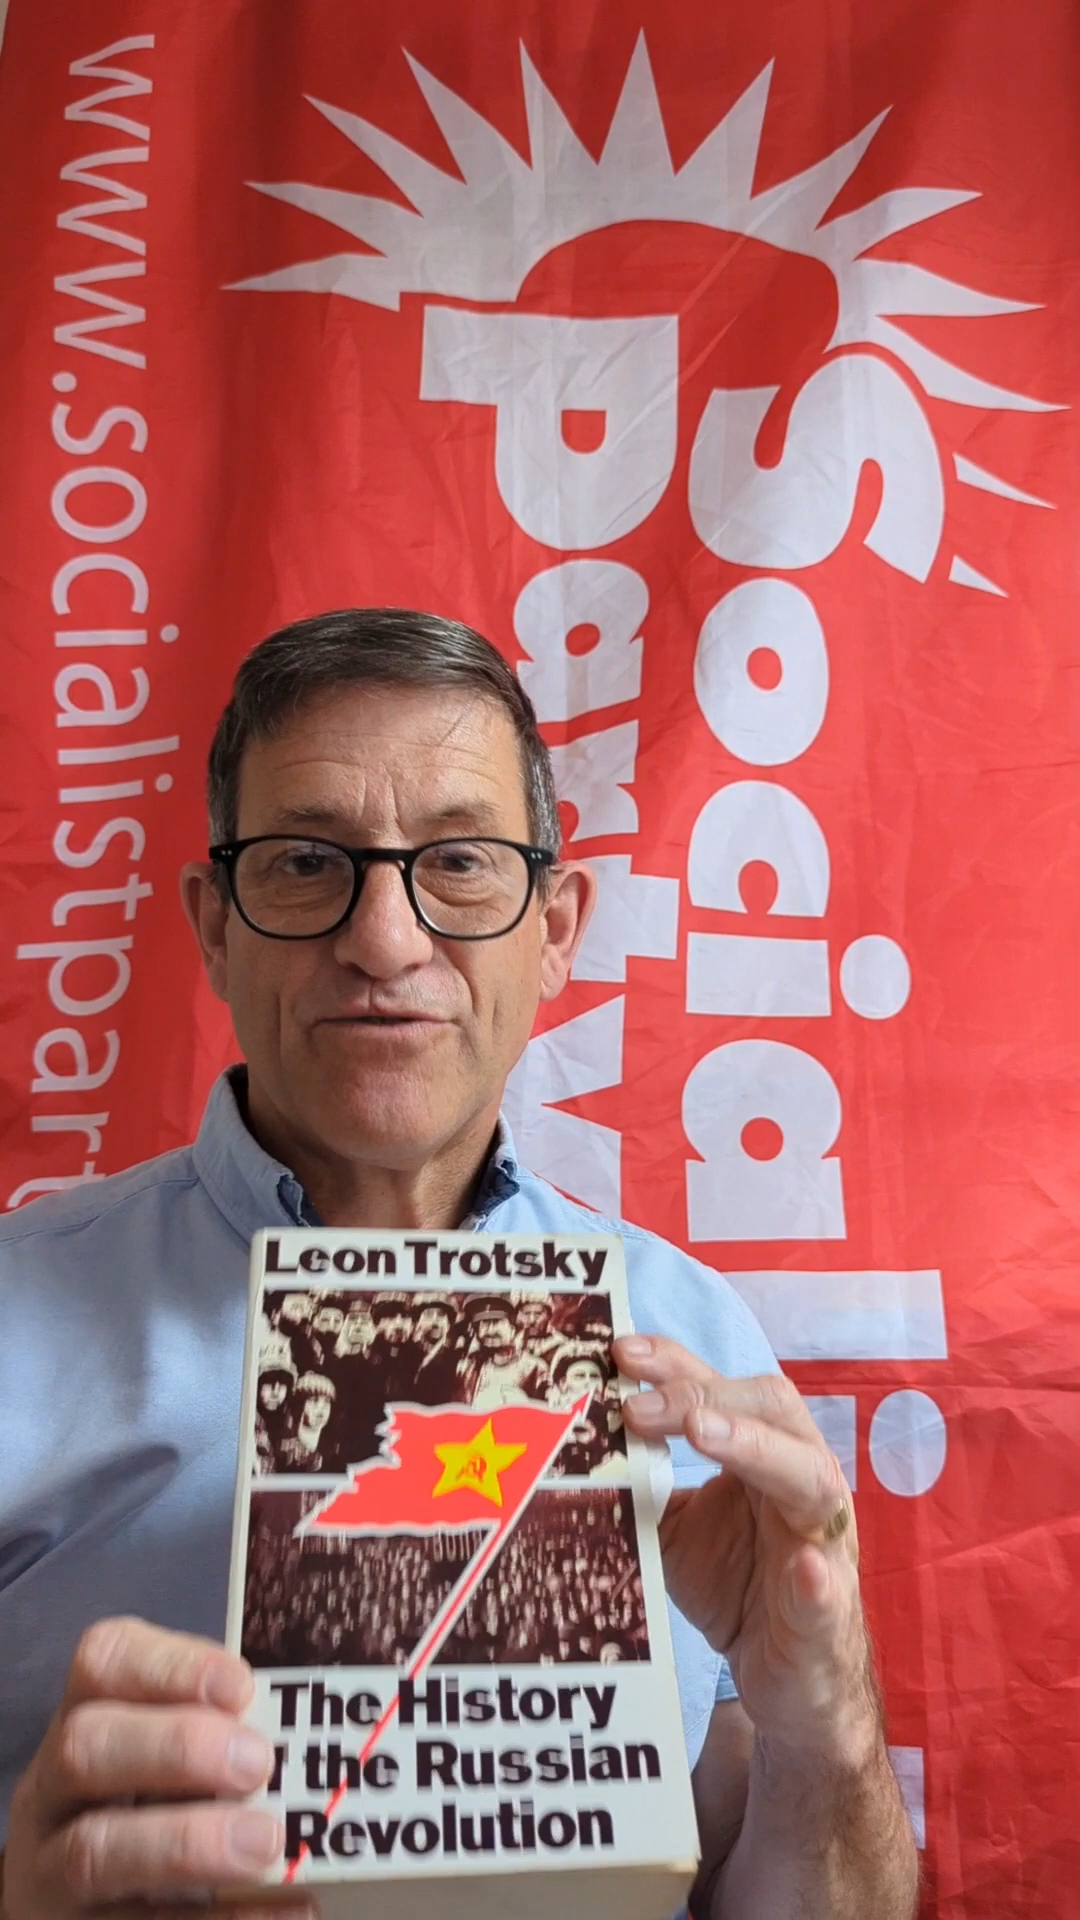 www.socialistpart
Socialist
Party
Leon Trotsky
The History
the Russian
Revolution